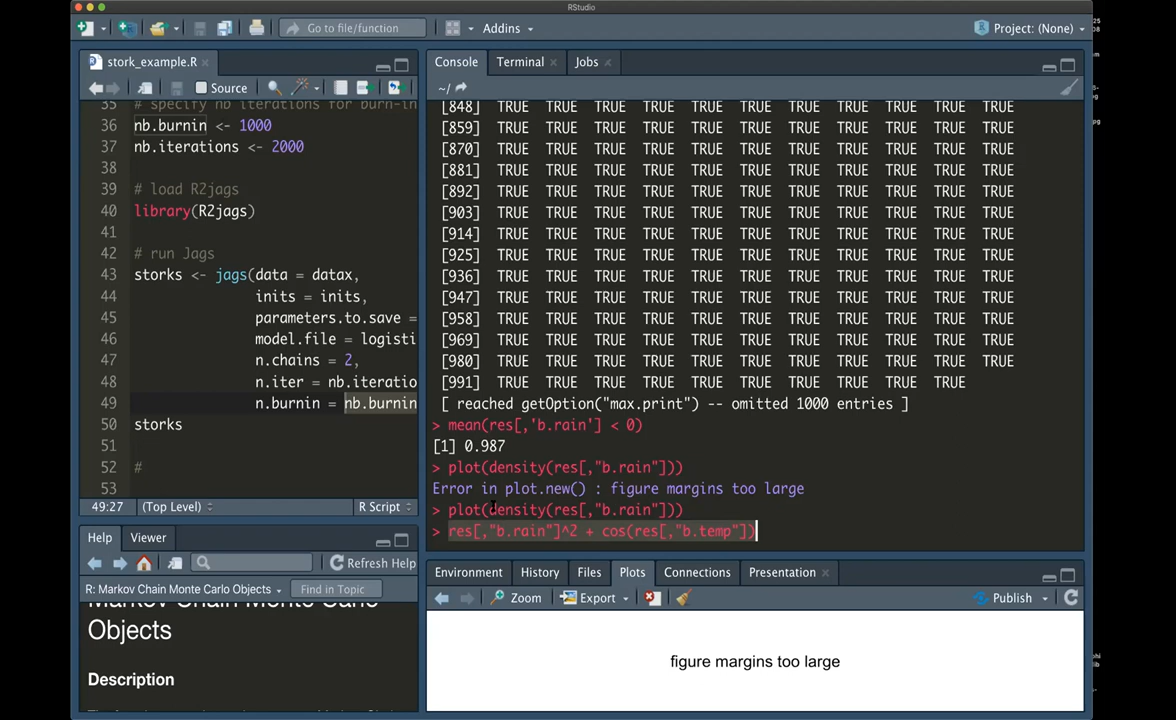 RStudio
Go to file/function
Addins
Project: (None)
stork_example.R
Source
35 # specify nb iterations for burn-in
36 nb.burnin <- 1000
37 nb.iterations <- 2000
38
39 # load R2jags
40 library(R2jags)
41
42 # run Jags
43 storks <- jags(data = datax,
44 inits = inits,
45 parameters.to.save =
46 model.file = logisti
47 n.chains = 2,
48 n.iter = nb.iteratio
49 n.burnin = nb.burnin
50 storks
51
52 #
53
49:27 (Top Level) R Script
Console Terminal Jobs
~/
[848] TRUE TRUE TRUE TRUE TRUE TRUE TRUE TRUE TRUE TRUE TRUE
[859] TRUE TRUE TRUE TRUE TRUE TRUE TRUE TRUE TRUE TRUE TRUE
[870] TRUE TRUE TRUE TRUE TRUE TRUE TRUE TRUE TRUE TRUE TRUE
[881] TRUE TRUE TRUE TRUE TRUE TRUE TRUE TRUE TRUE TRUE TRUE
[892] TRUE TRUE TRUE TRUE TRUE TRUE TRUE TRUE TRUE TRUE TRUE
[903] TRUE TRUE TRUE TRUE TRUE TRUE TRUE TRUE TRUE TRUE TRUE
[914] TRUE TRUE TRUE TRUE TRUE TRUE TRUE TRUE TRUE TRUE TRUE
[925] TRUE TRUE TRUE TRUE TRUE TRUE TRUE TRUE TRUE TRUE TRUE
[936] TRUE TRUE TRUE TRUE TRUE TRUE TRUE TRUE TRUE TRUE TRUE
[947] TRUE TRUE TRUE TRUE TRUE TRUE TRUE TRUE TRUE TRUE TRUE
[958] TRUE TRUE TRUE TRUE TRUE TRUE TRUE TRUE TRUE TRUE TRUE
[969] TRUE TRUE TRUE TRUE TRUE TRUE TRUE TRUE TRUE TRUE TRUE
[980] TRUE TRUE TRUE TRUE TRUE TRUE TRUE TRUE TRUE TRUE TRUE
[991] TRUE TRUE TRUE TRUE TRUE TRUE TRUE TRUE TRUE TRUE
[ reached getOption("max.print") -- omitted 1000 entries ]
> mean(res[,'b.rain'] < 0)
[1] 0.987
> plot(density(res[,"b.rain"]))
Error in plot.new() : figure margins too large
> plot(density(res[,"b.rain"]))
> res[,"b.rain"]^2 + cos(res[,"b.temp"])
Help Viewer
Refresh Help
R: Markov Chain Monte Carlo Objects Find in Topic
Markov Chain Monte Carlo
Objects
Description
Environment History Files Plots Connections Presentation
Zoom Export Publish
figure margins too large